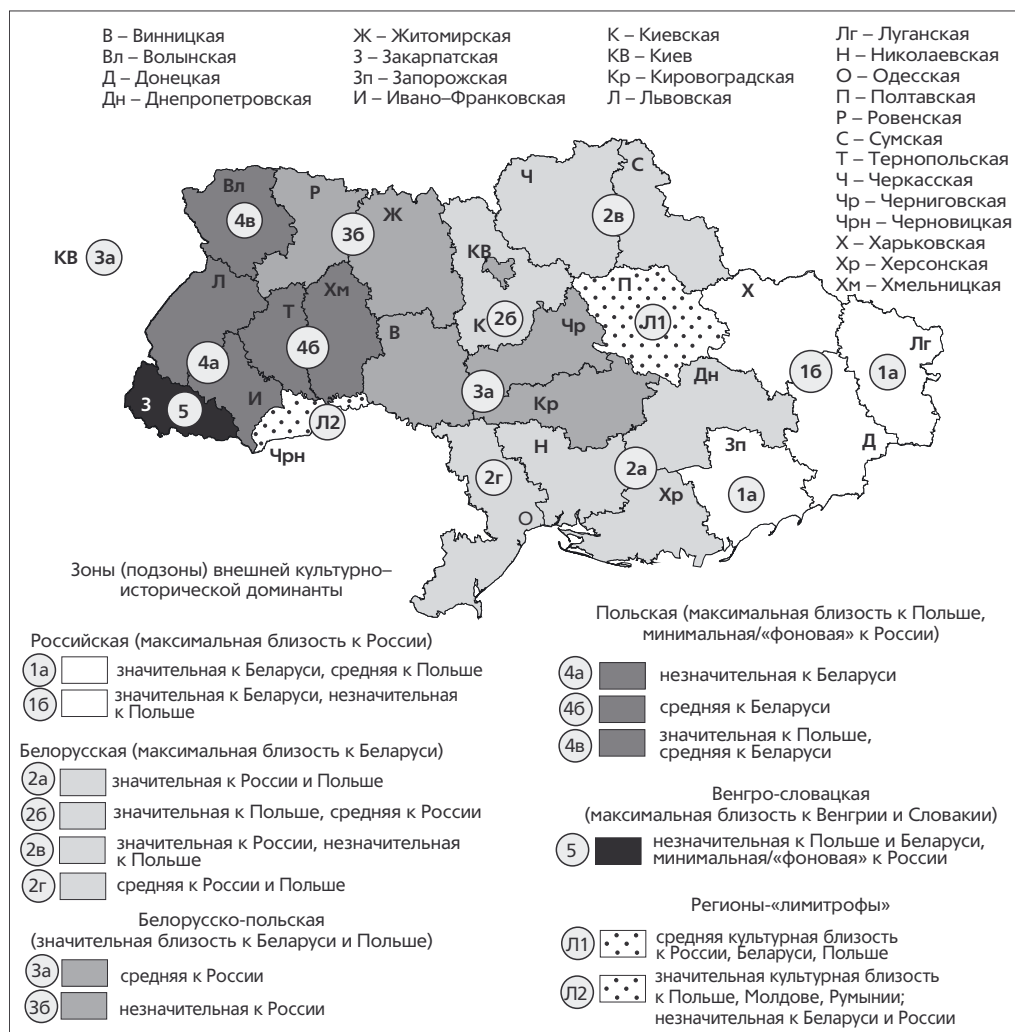 В – Винницкая
Вл – Волынская
Д – Донецкая
Дн – Днепропетровская
Ж – Житомирская
З – Закарпатская
Зп – Запорожская
И – Ивано–Франковская
К – Киевская
КВ – Киев
Кр – Кировоградская
Л – Львовская
Лг – Луганская
Н – Николаевская
О – Одесская
П – Полтавская
Р – Ровенская
С – Сумская
Т – Тернопольская
Ч – Черкасская
Чр – Черниговская
Чрн – Черновицкая
Х – Харьковская
Хр – Херсонская
Хм – Хмельницкая
Вл
4в
Р
3б
Ж
Ч
С
2в
КВ
КВ 3а
Л
Т
Хм
В
К
2б
Чр
П
Л1
Х
Лг
4а
4б
3а
1б
1а
З
5
И
Л2
Чрн
Кр
Дн
Д
Н
2г
2а
Зп
1а
Хр
О
Зоны (подзоны) внешней культурно–
исторической доминанты
Российская (максимальная близость к России)
1а значительная к Беларуси, средняя к Польше
1б значительная к Беларуси, незначительная
к Польше
Белорусская (максимальная близость к Беларуси)
2а значительная к России и Польше
2б значительная к Польше, средняя к России
2в значительная к России, незначительная
к Польше
2г средняя к России и Польше
Белорусско-польская
(значительная близость к Беларуси и Польше)
3а средняя к России
3б незначительная к России
Польская (максимальная близость к Польше,
минимальная/«фоновая» к России)
4а незначительная к Беларуси
4б средняя к Беларуси
4в значительная к Польше,
средняя к Беларуси
Венгро-словацкая
(максимальная близость к Венгрии и Словакии)
5 незначительная к Польше и Беларуси,
минимальная/«фоновая» к России
Регионы-«лимитрофы»
Л1 средняя культурная близость
к России, Беларуси, Польше
Л2 значительная культурная близость
к Польше, Молдове, Румынии;
незначительная к Беларуси и России